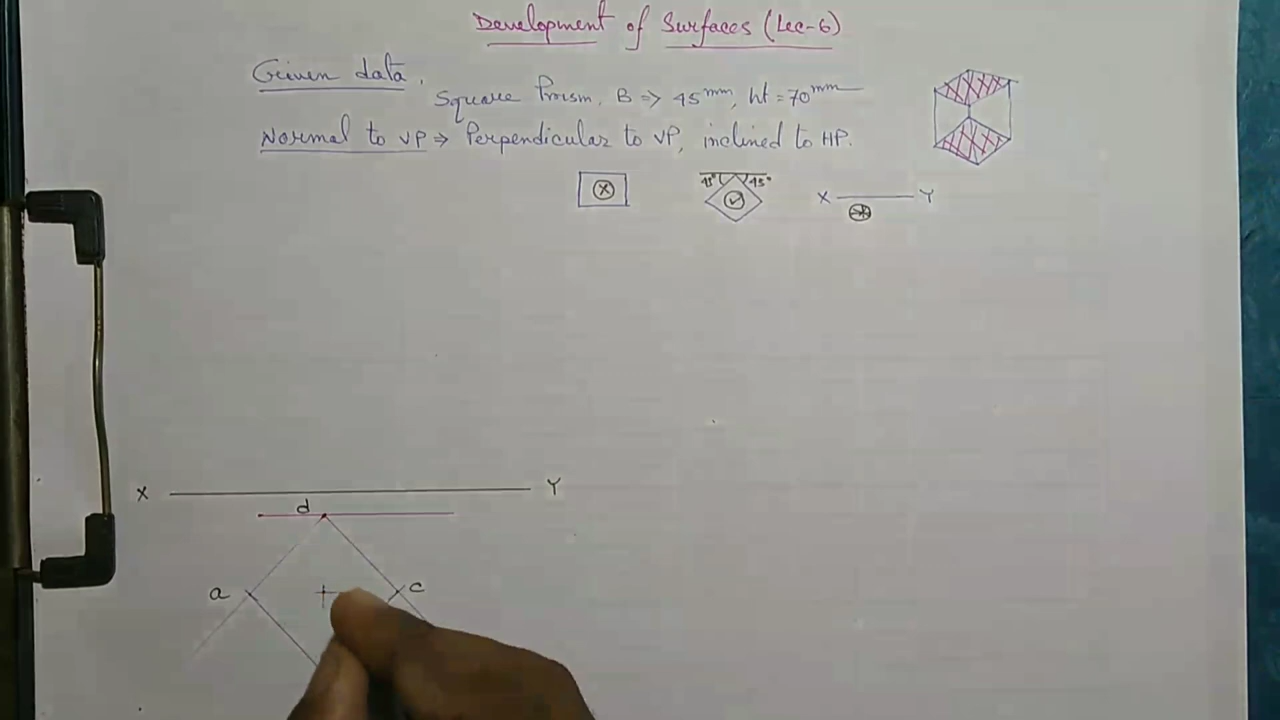 Development of Surfaces (Lec-6)
Given data,
Square Prism, B => 45mm, ht = 70mm
Normal to VP => Perpendicular to VP, inclined to HP.
X
45° 45°
X Y
X Y
d
a c